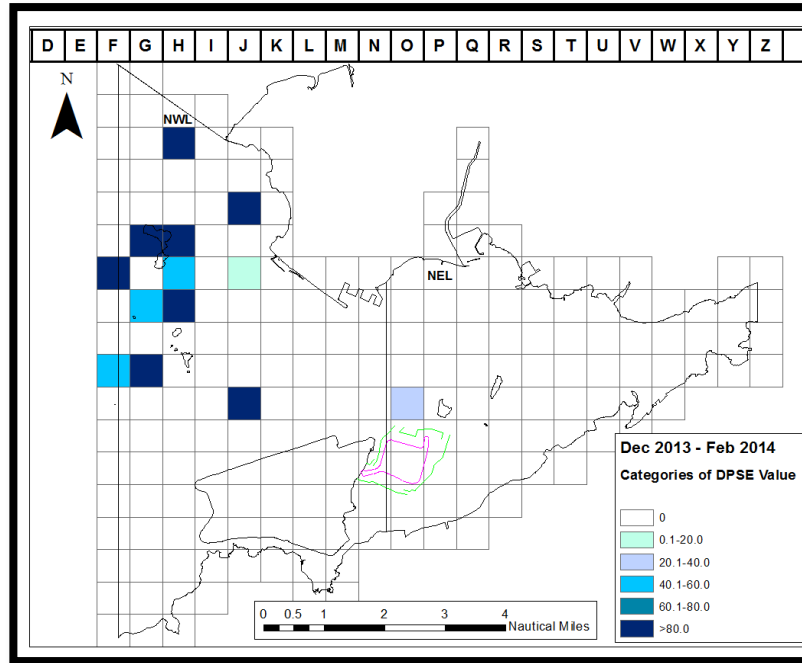 D E F G H I J K L M N O P Q R S T U V W X Y Z
N
NWL
NEL
Dec 2013 - Feb 2014
Categories of DPSE Value
0
0.1-20.0
20.1-40.0
40.1-60.0
60.1-80.0
>80.0
0 0.5 1 2 3 4
Nautical Miles